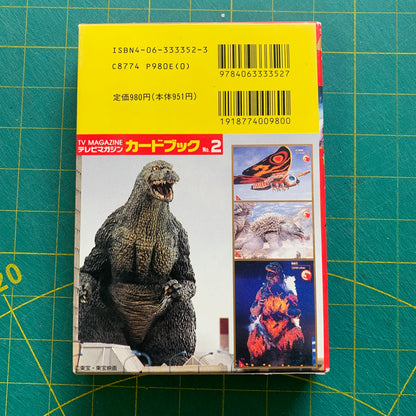 ISBN4-06-333352-3
C8774 P980E(0)
9784063333527
定価980円(本体951円)
1918774009800
TV MAGAZINE
テレビマガジン カードブック No.2
©東宝・東宝映画
20